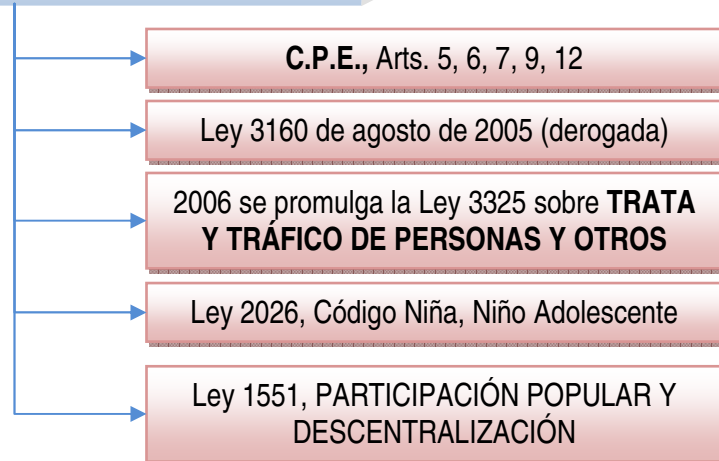 C.P.E., Arts. 5, 6, 7, 9, 12
Ley 3160 de agosto de 2005 (derogada)
2006 se promulga la Ley 3325 sobre TRATA
Y TRÁFICO DE PERSONAS Y OTROS
Ley 2026, Código Niña, Niño Adolescente
Ley 1551, PARTICIPACIÓN POPULAR Y
DESCENTRALIZACIÓN